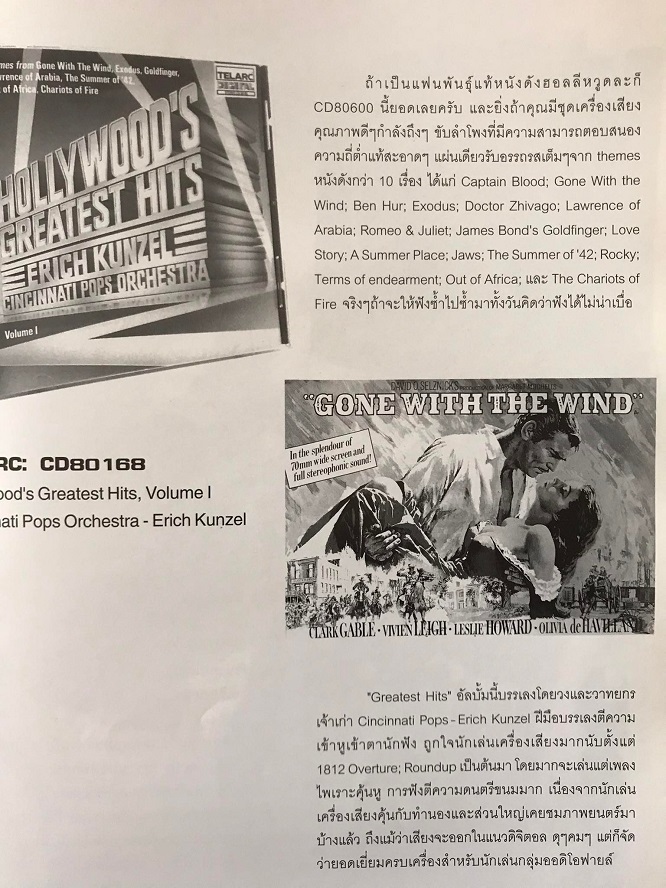 mes from Gone With The Wind, Exodus, Goldfinger,
rence of Arabia, The Summer of '42,
of Africa, Chariots of Fire
TELARC
DIGITAL
HOLLYWOOD'S
GREATEST HITS
ERICH KUNZEL
CINCINNATI POPS ORCHESTRA
Volume I
ถ้าเป็นแฟนพันธุ์แท้หนังดังฮอลลีหวูดละก็
CD80600 นี้ยอดเลยครับ และยิ่งถ้าคุณมีชุดเครื่องเสียง
คุณภาพดีๆกำลังถึงๆ ขับลำโพงที่มีความสามารถตอบสนอง
ความถี่ต่ำแท้สะอาดๆ แผ่นเดียวรับอรรถรสเต็มๆจาก themes
หนังดังกว่า 10 เรื่อง ได้แก่ Captain Blood; Gone With the
Wind; Ben Hur; Exodus; Doctor Zhivago; Lawrence of
Arabia; Romeo & Juliet; James Bond's Goldfinger; Love
Story; A Summer Place; Jaws; The Summer of '42; Rocky;
Terms of endearment; Out of Africa; และ The Chariots of
Fire จริงๆถ้าจะให้ฟังซ้ำไปซ้ำมาทั้งวันคิดว่าฟังได้ไม่น่าเบื่อ
RC: CD80168
ood's Greatest Hits, Volume I
nati Pops Orchestra - Erich Kunzel
DAVID O. SELZNICK'S PRODUCTION OF MARGARET MITCHELL'S
"GONE WITH THE WIND"
In the splendour of
70mm wide screen and
full stereophonic sound!
CLARK GABLE · VIVIEN LEIGH · LESLIE HOWARD · OLIVIA de HAVILLAND
"Greatest Hits" อัลบั้มนี้บรรเลงโดยวงและวาทยกร
เจ้าเก่า Cincinnati Pops - Erich Kunzel ฝีมือบรรเลงตีความ
เข้าหูเข้าตานักฟัง ถูกใจนักเล่นเครื่องเสียงมากนับตั้งแต่
1812 Overture; Roundup เป็นต้นมา โดยมากจะเล่นแต่เพลง
ไพเราะคุ้นหู การฟังตีความดนตรีขนมมาก เนื่องจากนักเล่น
เครื่องเสียงคุ้นกับทำนองและส่วนใหญ่เคยชมภาพยนตร์มา
บ้างแล้ว ถึงแม้ว่าเสียงจะออกในแนวดิจิตอล ดุๆคมๆ แต่ก็จัด
ว่ายอดเยี่ยมครบเครื่องสำหรับนักเล่นกลุ่มออดิโอฟายล์